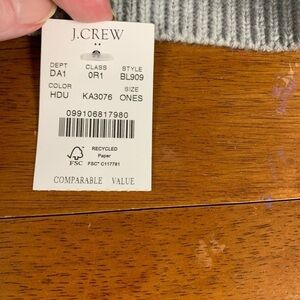 J.CREW
DEPT CLASS STYLE
DA1 0R1 BL909
COLOR SIZE
HDU KA3076 ONES
099106817980
RECYCLED
Paper
FSC FSC® C117781
COMPARABLE VALUE